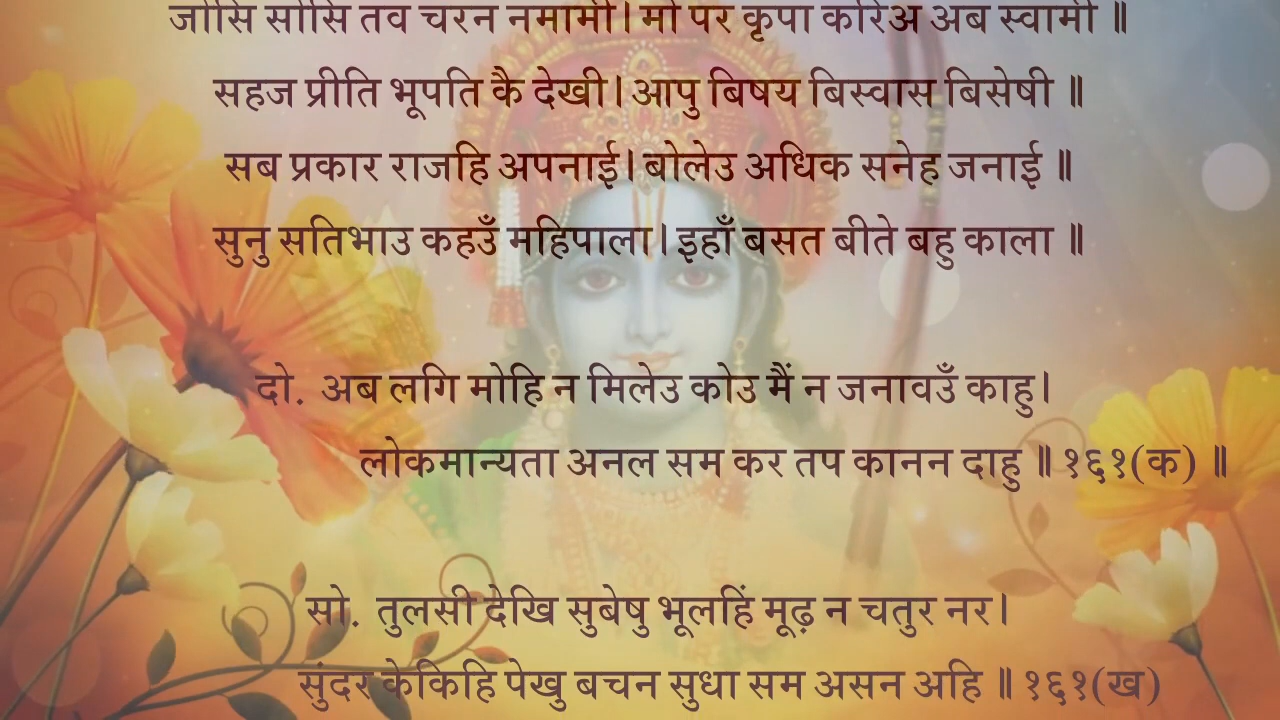 जोसि सोसि तव चरन नमामी। मो पर कृपा करिअ अब स्वामी ॥
सहज प्रीति भूपति कै देखी। आपु बिषय बिस्वास बिसेषी ॥
सब प्रकार राजहि अपनाई। बोलेउ अधिक सनेह जनाई ॥
सुनु सतिभाउ कहउँ महिपाला। इहाँ बसत बीते बहु काला ॥
दो. अब लगि मोहि न मिलेउ कोउ मैं न जनावउँ काहु।
लोकमान्यता अनल सम कर तप कानन दाहु ॥ १६१(क) ॥
सो. तुलसी देखि सुबेषु भूलहिं मूढ़ न चतुर नर।
सुंदर केकिहि पेखु बचन सुधा सम असन अहि ॥ १६१(ख)